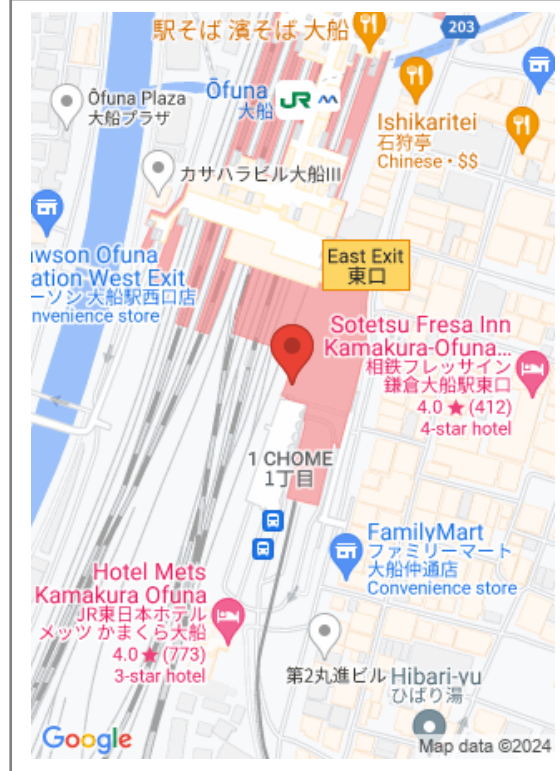 駅そば 濱そば 大船
203
Ōfuna Plaza
大船プラザ
Ōfuna
大船
JR
Ishikaritei
石狩亭
Chinese • $$
カサハラビル大船III
awson Ofuna
ation West Exit
ーソン 大船駅西口店
onvenience store
East Exit
東口
Sotetsu Fresa Inn
Kamakura-Ofuna...
相鉄フレッサイン
鎌倉大船駅東口
4.0 ★ (412)
4-star hotel
1 CHOME
1丁目
FamilyMart
ファミリーマート
大船仲通店
Convenience store
Hotel Mets
Kamakura Ofuna
JR東日本ホテル
メッツ かまくら大船
4.0 ★ (773)
3-star hotel
第2丸進ビル
Hibari-yu
ひばり湯
Google
Map data ©2024